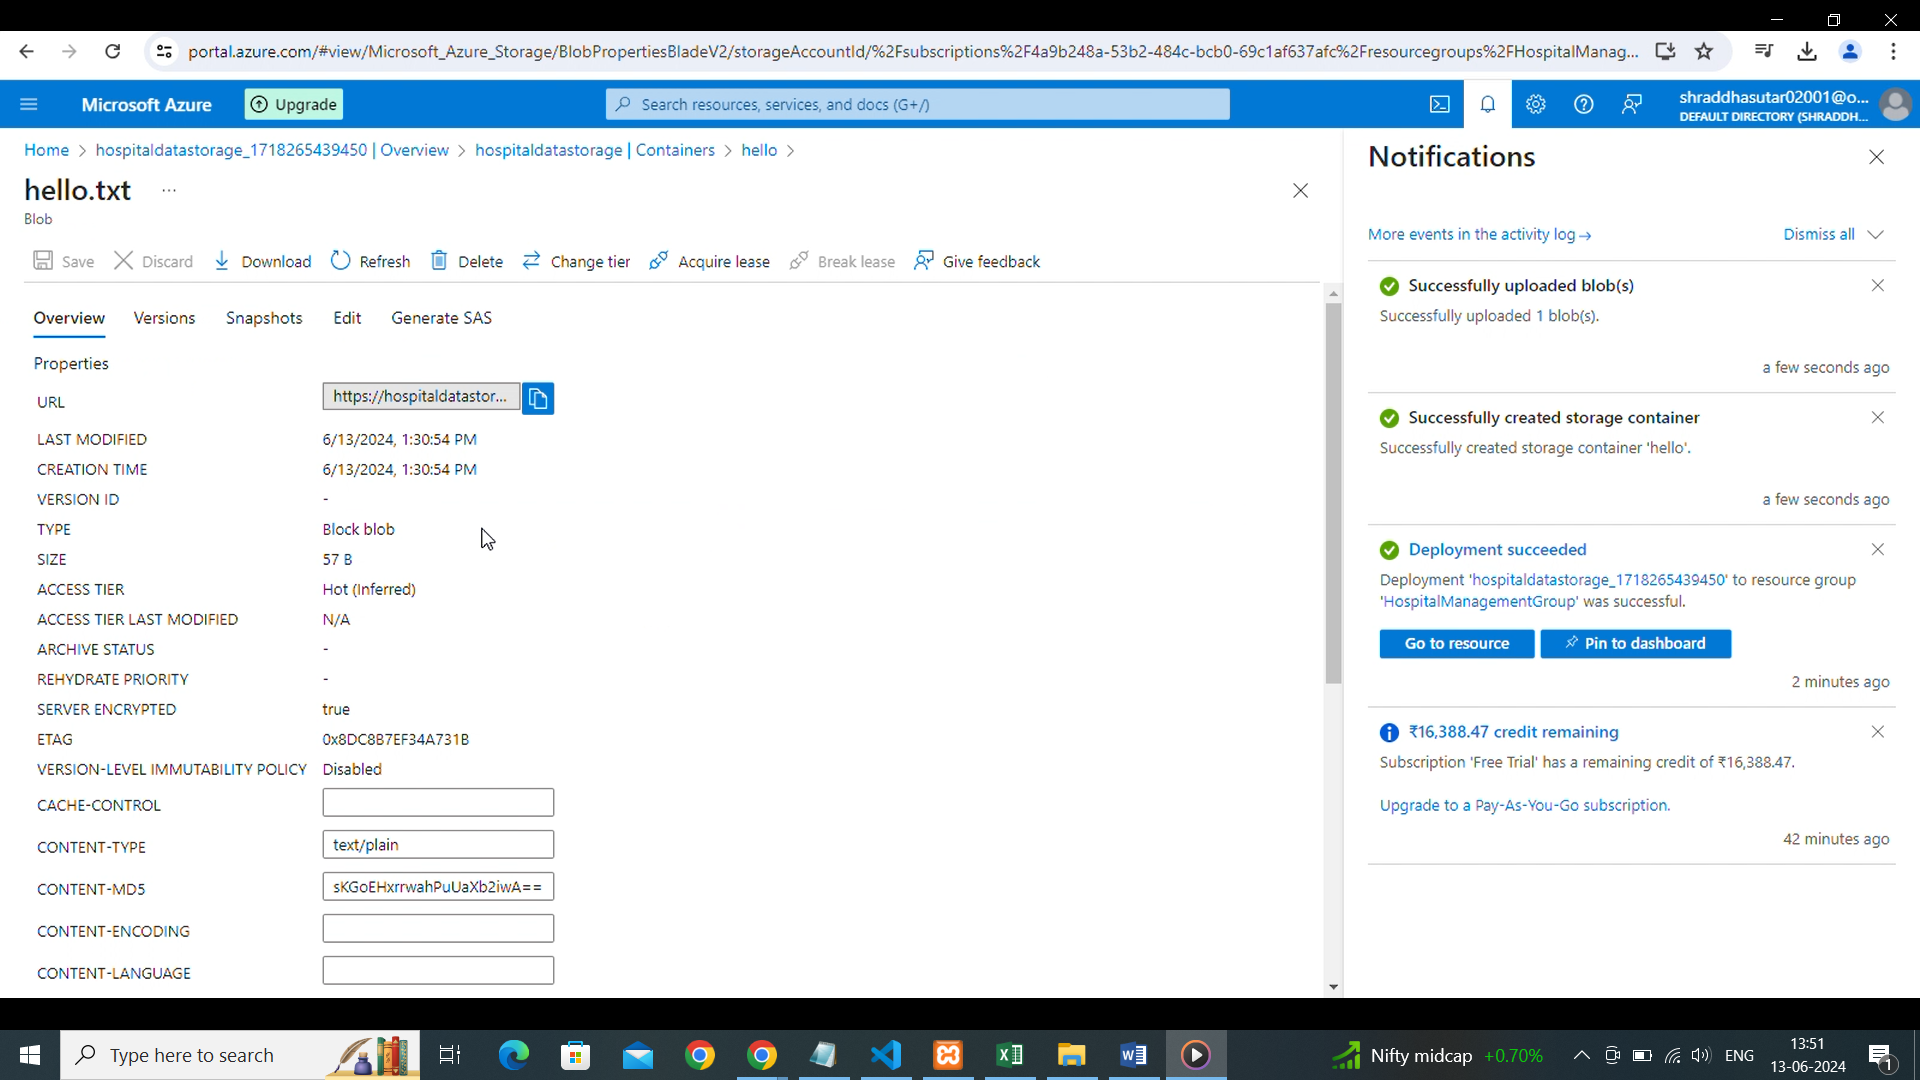 portal.azure.com/#view/Microsoft_Azure_Storage/BlobPropertiesBladeV2/storageAccountId/%2Fsubscriptions%2F4a9b248a-53b2-484c-bcb0-69c1af637afc%2Fresourcegroups%2FHospitalManag...
Microsoft Azure
Upgrade
Search resources, services, and docs (G+/)
shraddhasutar02001@o...
DEFAULT DIRECTORY (SHRADDH...
Home > hospitaldatastorage_1718265439450 | Overview > hospitaldatastorage | Containers > hello >
hello.txt ...
Blob
Save Discard Download Refresh Delete Change tier Acquire lease Break lease Give feedback
Overview Versions Snapshots Edit Generate SAS
Properties
URL https://hospitaldatastor...
LAST MODIFIED 6/13/2024, 1:30:54 PM
CREATION TIME 6/13/2024, 1:30:54 PM
VERSION ID -
TYPE Block blob
SIZE 57 B
ACCESS TIER Hot (Inferred)
ACCESS TIER LAST MODIFIED N/A
ARCHIVE STATUS -
REHYDRATE PRIORITY -
SERVER ENCRYPTED true
ETAG 0x8DC8B7EF34A731B
VERSION-LEVEL IMMUTABILITY POLICY Disabled
CACHE-CONTROL
CONTENT-TYPE text/plain
CONTENT-MD5 sKGoEHxrrwahPuUaXb2iwA==
CONTENT-ENCODING
CONTENT-LANGUAGE
Notifications
More events in the activity log→ Dismiss all
Successfully uploaded blob(s)
Successfully uploaded 1 blob(s).
a few seconds ago
Successfully created storage container
Successfully created storage container 'hello'.
a few seconds ago
Deployment succeeded
Deployment 'hospitaldatastorage_1718265439450' to resource group
'HospitalManagementGroup' was successful.
Go to resource Pin to dashboard
2 minutes ago
₹16,388.47 credit remaining
Subscription 'Free Trial' has a remaining credit of ₹16,388.47.
Upgrade to a Pay-As-You-Go subscription.
42 minutes ago
Type here to search
Nifty midcap +0.70%
ENG
13:51
13-06-2024
1